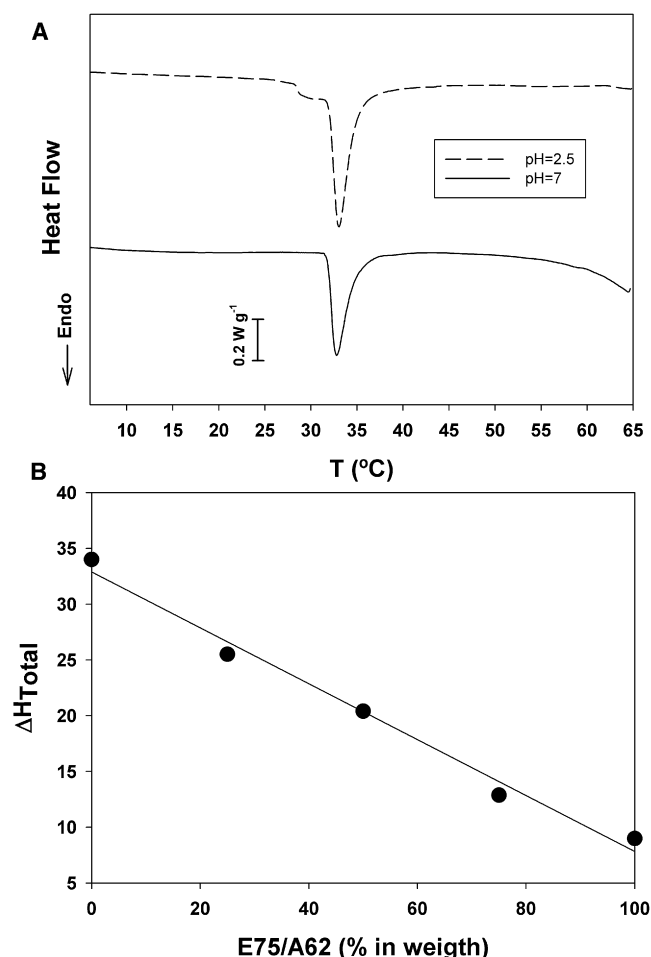 A
Heat Flow
Endo
0.2 W g⁻¹
pH=2.5
pH=7
10 15 20 25 30 35 40 45 50 55 60 65
T (ºC)
B
40
35
30
25
20
15
10
5
ΔHTotal
0 20 40 60 80 100
E75/A62 (% in weigth)